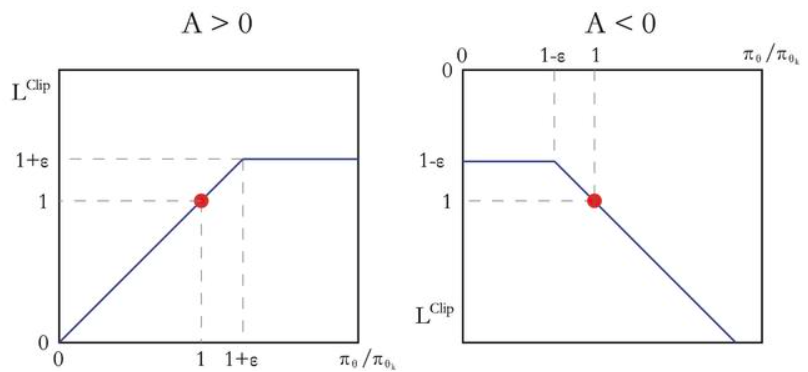 A > 0
L^Clip
1+ε
1
0
0 1 1+ε π_θ/π_θ_k
A < 0
0 1-ε 1 π_θ/π_θ_k
0
1-ε
1
L^Clip